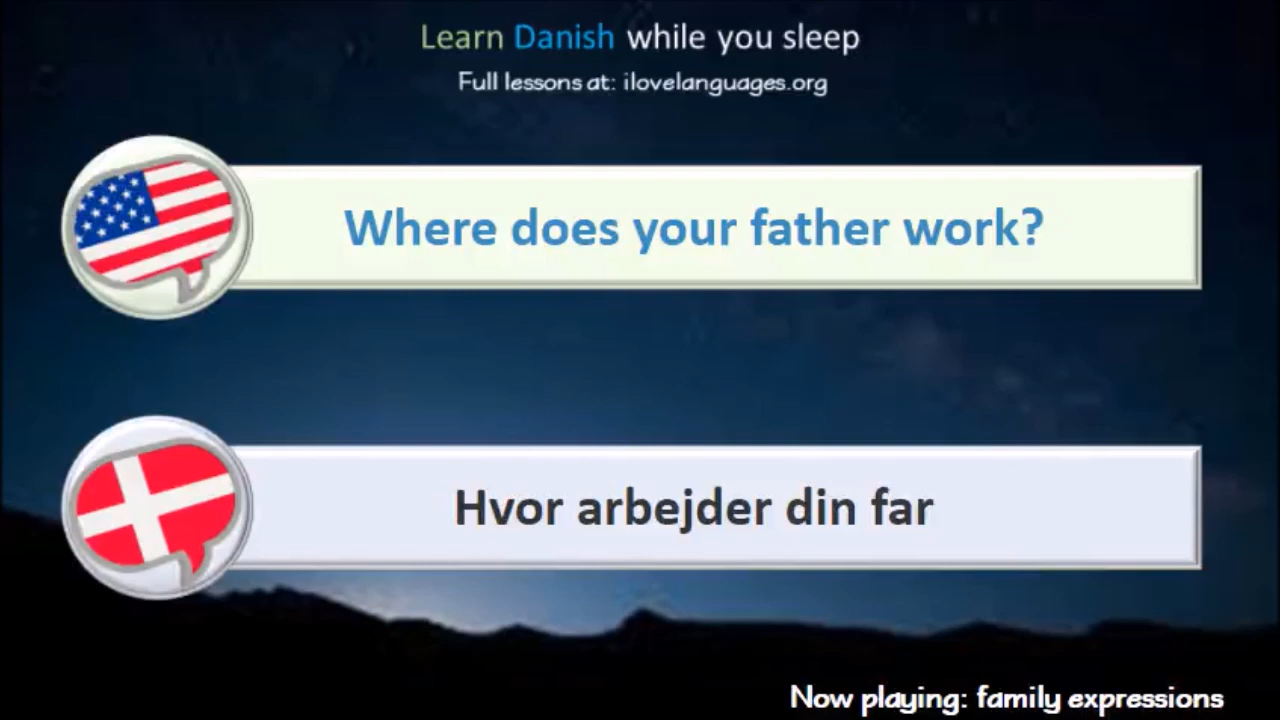 Learn Danish while you sleep
Full lessons at: ilovelanguages.org
Where does your father work?
Hvor arbejder din far
Now playing: family expressions